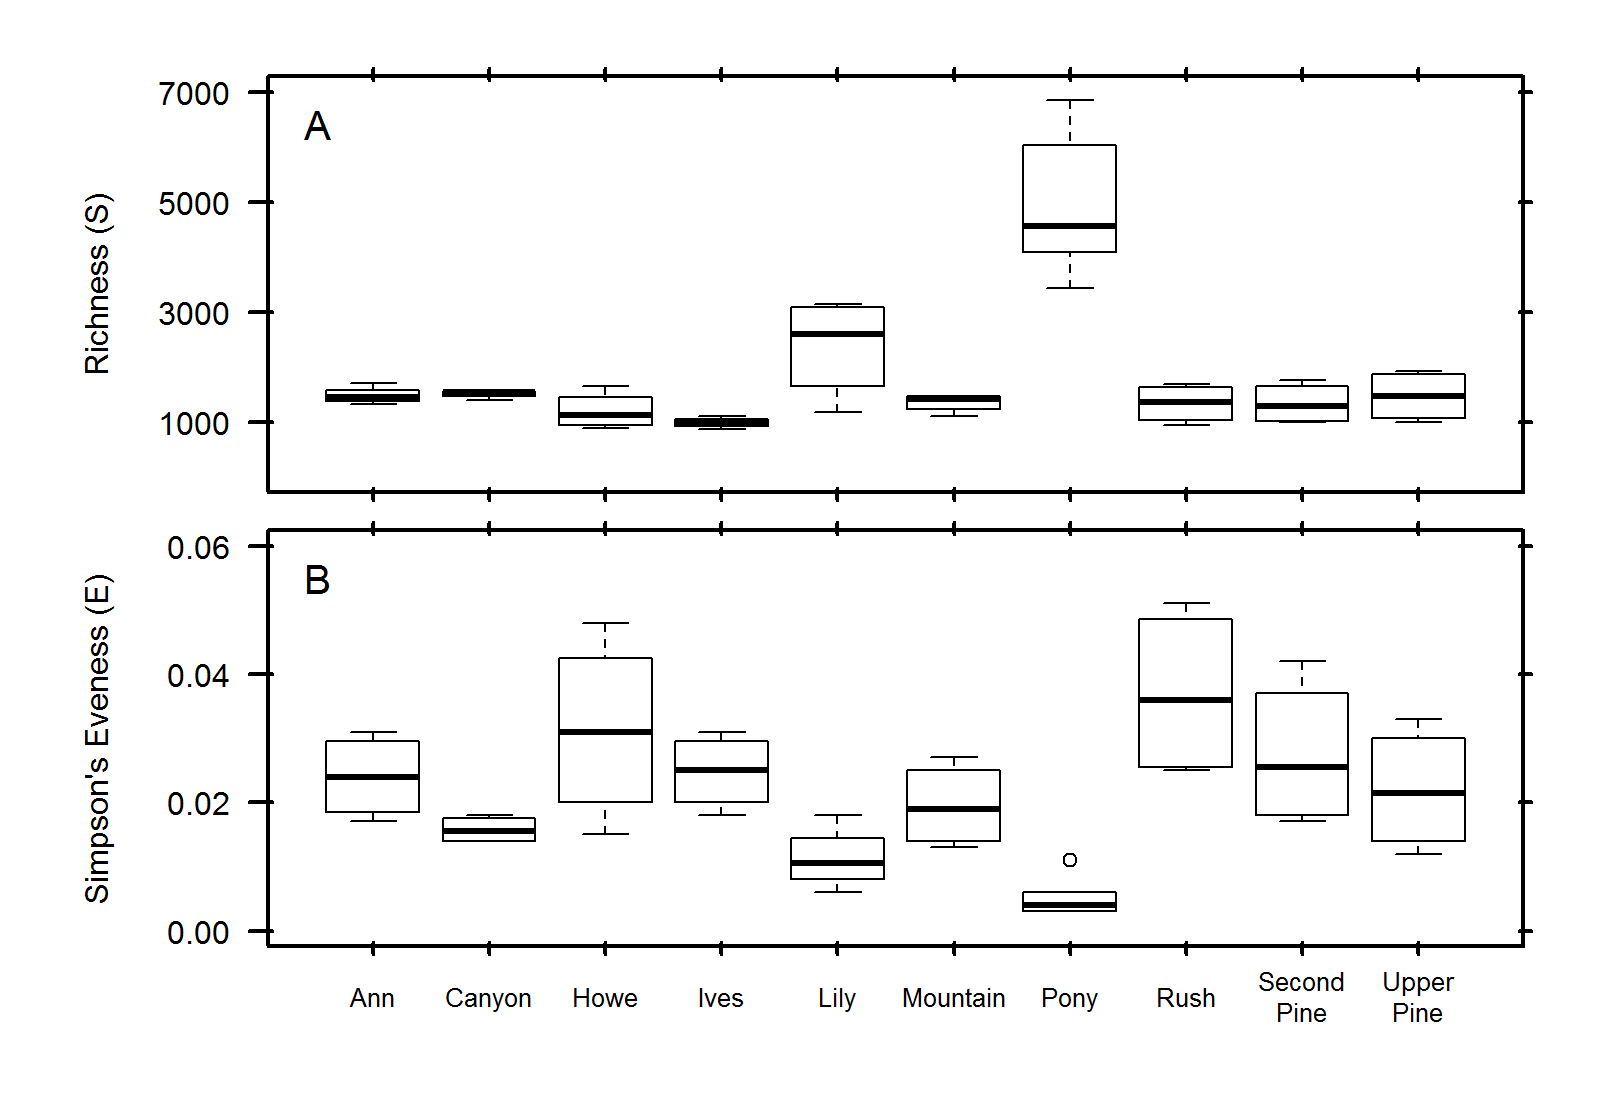 A
7000
5000
3000
1000
Richness (S)
B
0.06
0.04
0.02
0.00
Simpson's Eveness (E)
Ann
Canyon
Howe
Ives
Lily
Mountain
Pony
Rush
Second
Pine
Upper
Pine